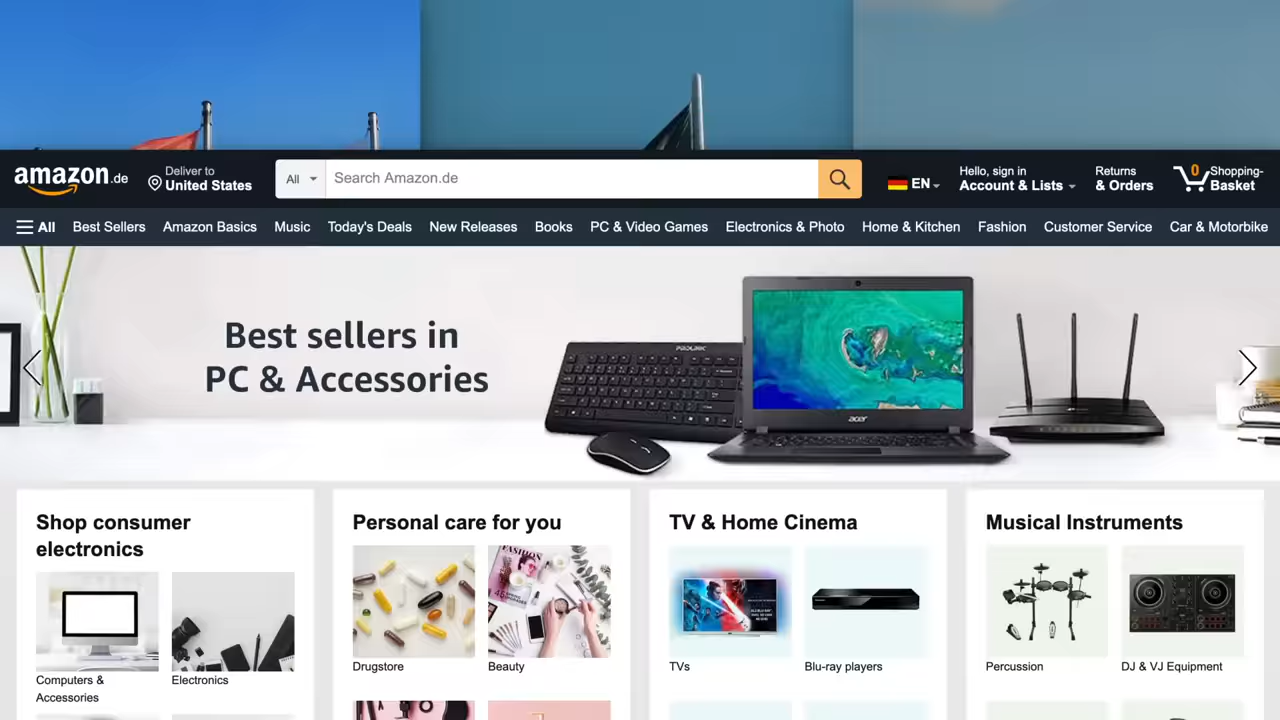 amazon.de
Deliver to
United States
All
Search Amazon.de
EN
Hello, sign in
Account & Lists
Returns
& Orders
0
Shopping-
Basket
All
Best Sellers
Amazon Basics
Music
Today's Deals
New Releases
Books
PC & Video Games
Electronics & Photo
Home & Kitchen
Fashion
Customer Service
Car & Motorbike
Best sellers in
PC & Accessories
PROLINK
acer
Shop consumer
electronics
Computers &
Accessories
Electronics
Personal care for you
FASHION
Drugstore
Beauty
TV & Home Cinema
TVs
Blu-ray players
Musical Instruments
Percussion
DJ & VJ Equipment